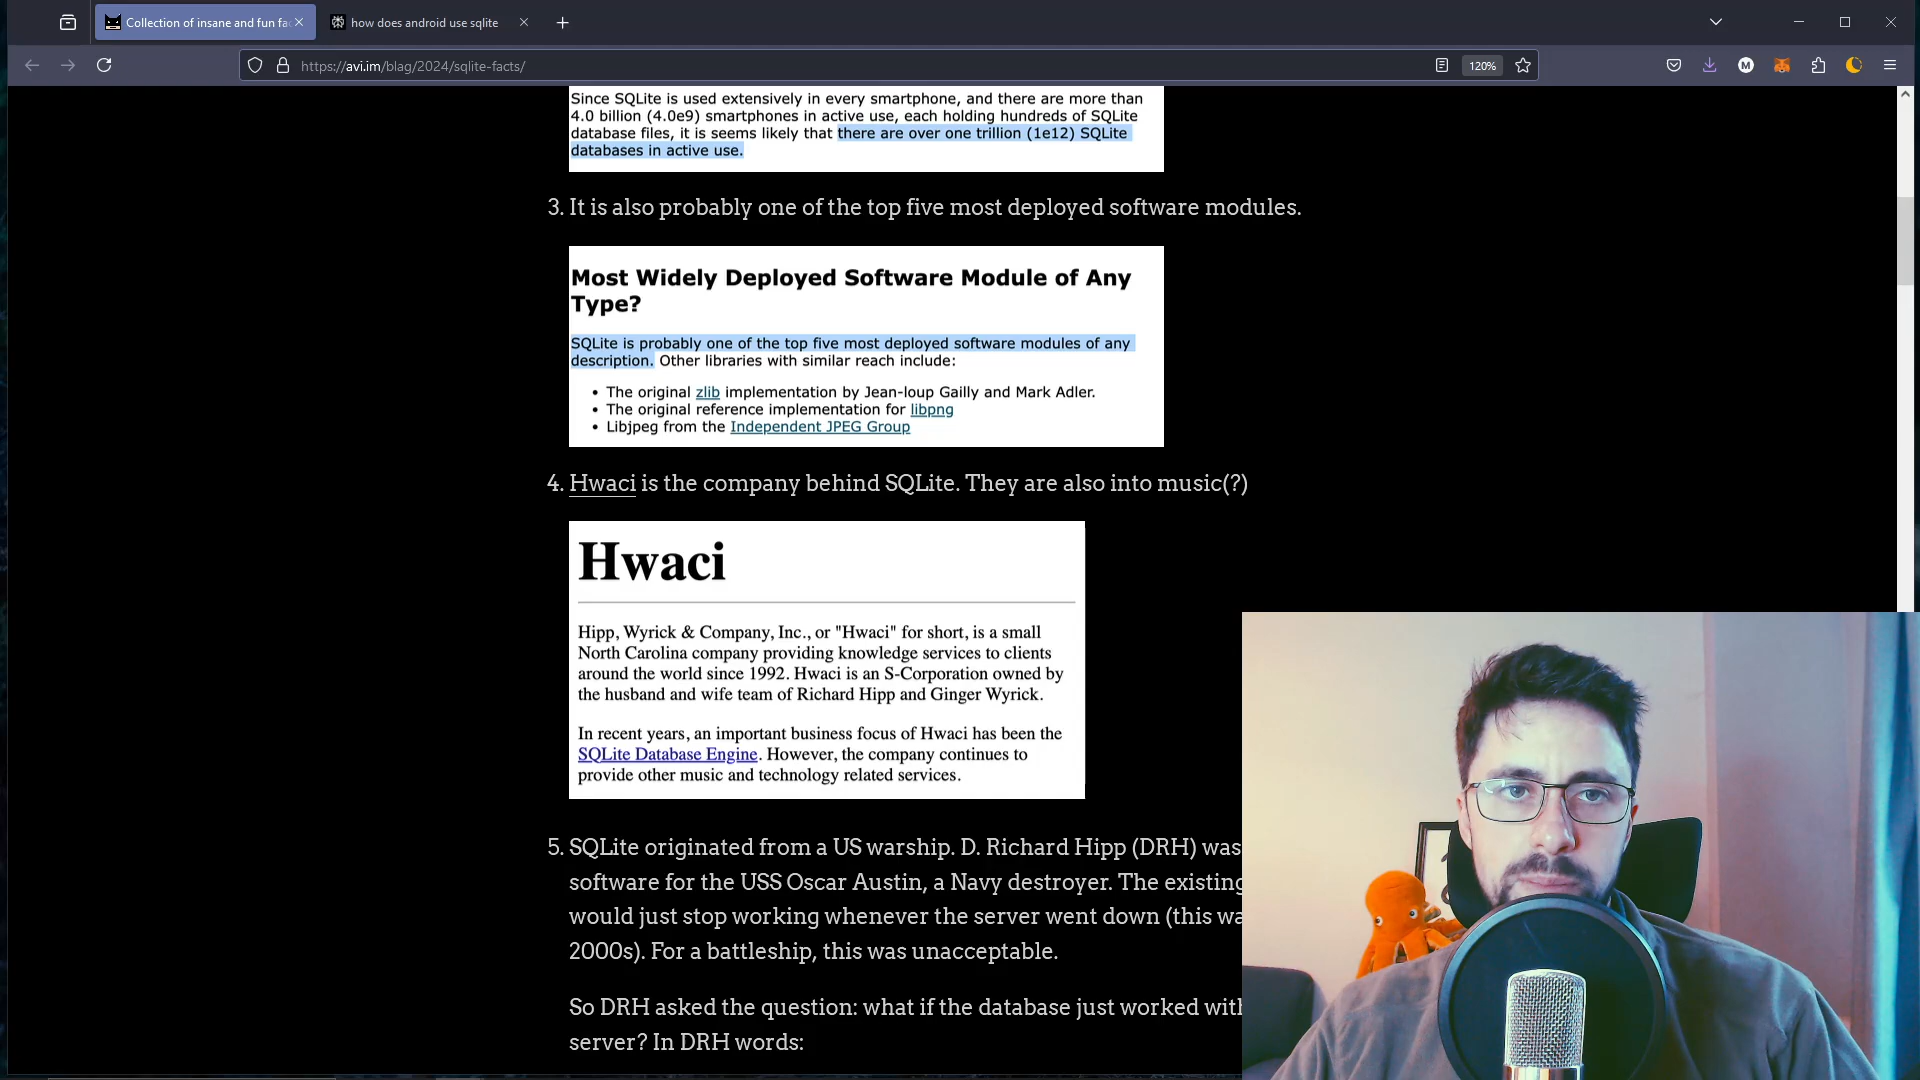 Collection of insane and fun fac
how does android use sqlite
https://avi.im/blag/2024/sqlite-facts/
120%
M
Since SQLite is used extensively in every smartphone, and there are more than
4.0 billion (4.0e9) smartphones in active use, each holding hundreds of SQLite
database files, it is seems likely that there are over one trillion (1e12) SQLite
databases in active use.
3. It is also probably one of the top five most deployed software modules.
Most Widely Deployed Software Module of Any
Type?
SQLite is probably one of the top five most deployed software modules of any
description. Other libraries with similar reach include:
• The original zlib implementation by Jean-loup Gailly and Mark Adler.
• The original reference implementation for libpng
• Libjpeg from the Independent JPEG Group
4. Hwaci is the company behind SQLite. They are also into music(?)
Hwaci
Hipp, Wyrick & Company, Inc., or "Hwaci" for short, is a small
North Carolina company providing knowledge services to clients
around the world since 1992. Hwaci is an S-Corporation owned by
the husband and wife team of Richard Hipp and Ginger Wyrick.
In recent years, an important business focus of Hwaci has been the
SQLite Database Engine. However, the company continues to
provide other music and technology related services.
5. SQLite originated from a US warship. D. Richard Hipp (DRH) was
software for the USS Oscar Austin, a Navy destroyer. The existing
would just stop working whenever the server went down (this wa
2000s). For a battleship, this was unacceptable.
So DRH asked the question: what if the database just worked with
server? In DRH words: